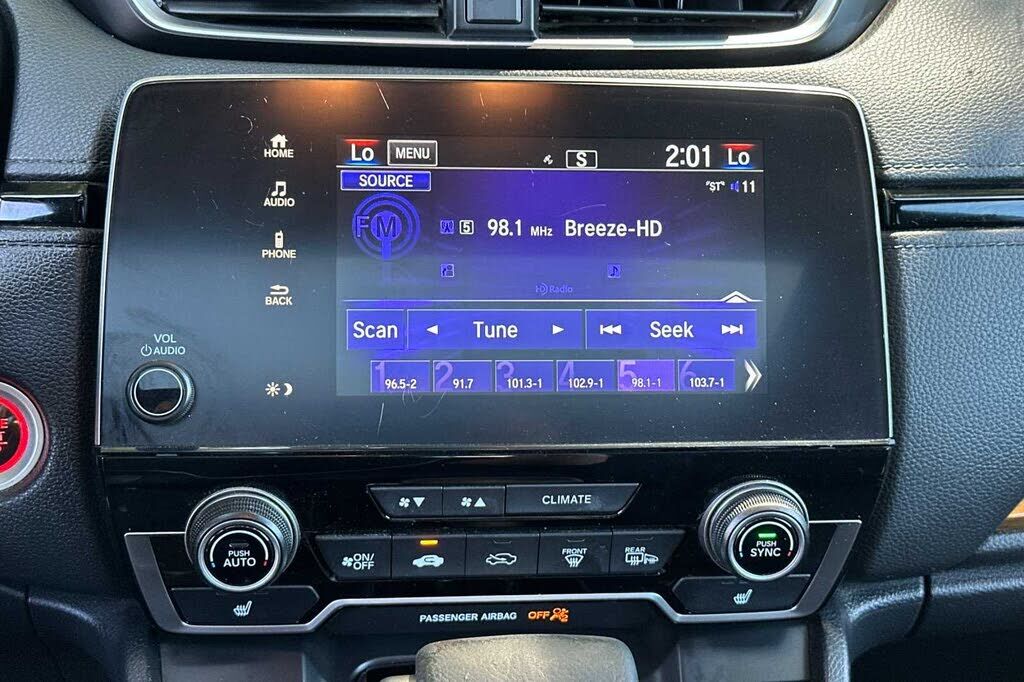 HOME
AUDIO
PHONE
BACK
VOL
AUDIO
Lo MENU S 2:01 Lo
SOURCE "ST" 11
FM 5 98.1 MHz Breeze-HD
HD Radio
Scan Tune Seek
1 96.5-2 2 91.7 3 101.3-1 4 102.9-1 5 98.1-1 6 103.7-1
CLIMATE
PUSH AUTO
ON/OFF
FRONT
REAR
PUSH SYNC
PASSENGER AIRBAG OFF